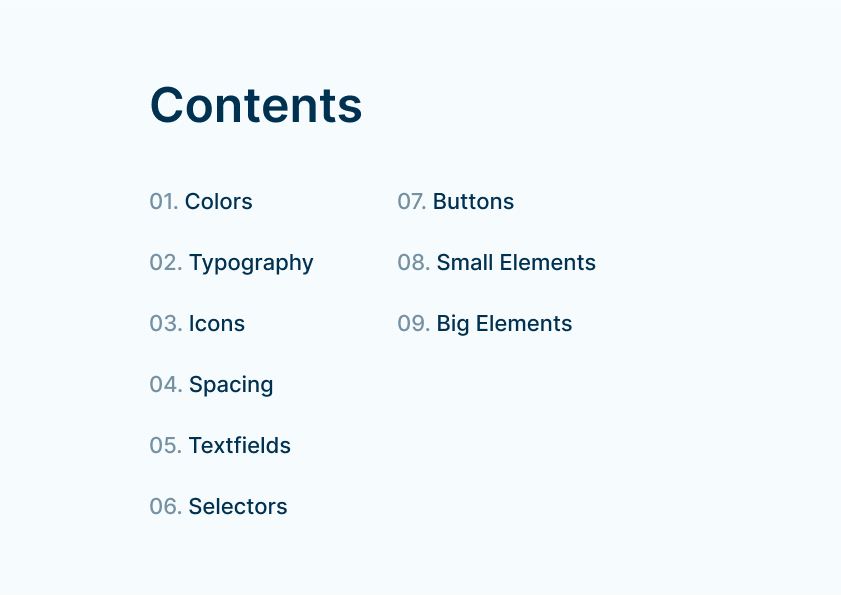 Contents
01. Colors
02. Typography
03. Icons
04. Spacing
05. Textfields
06. Selectors
07. Buttons
08. Small Elements
09. Big Elements